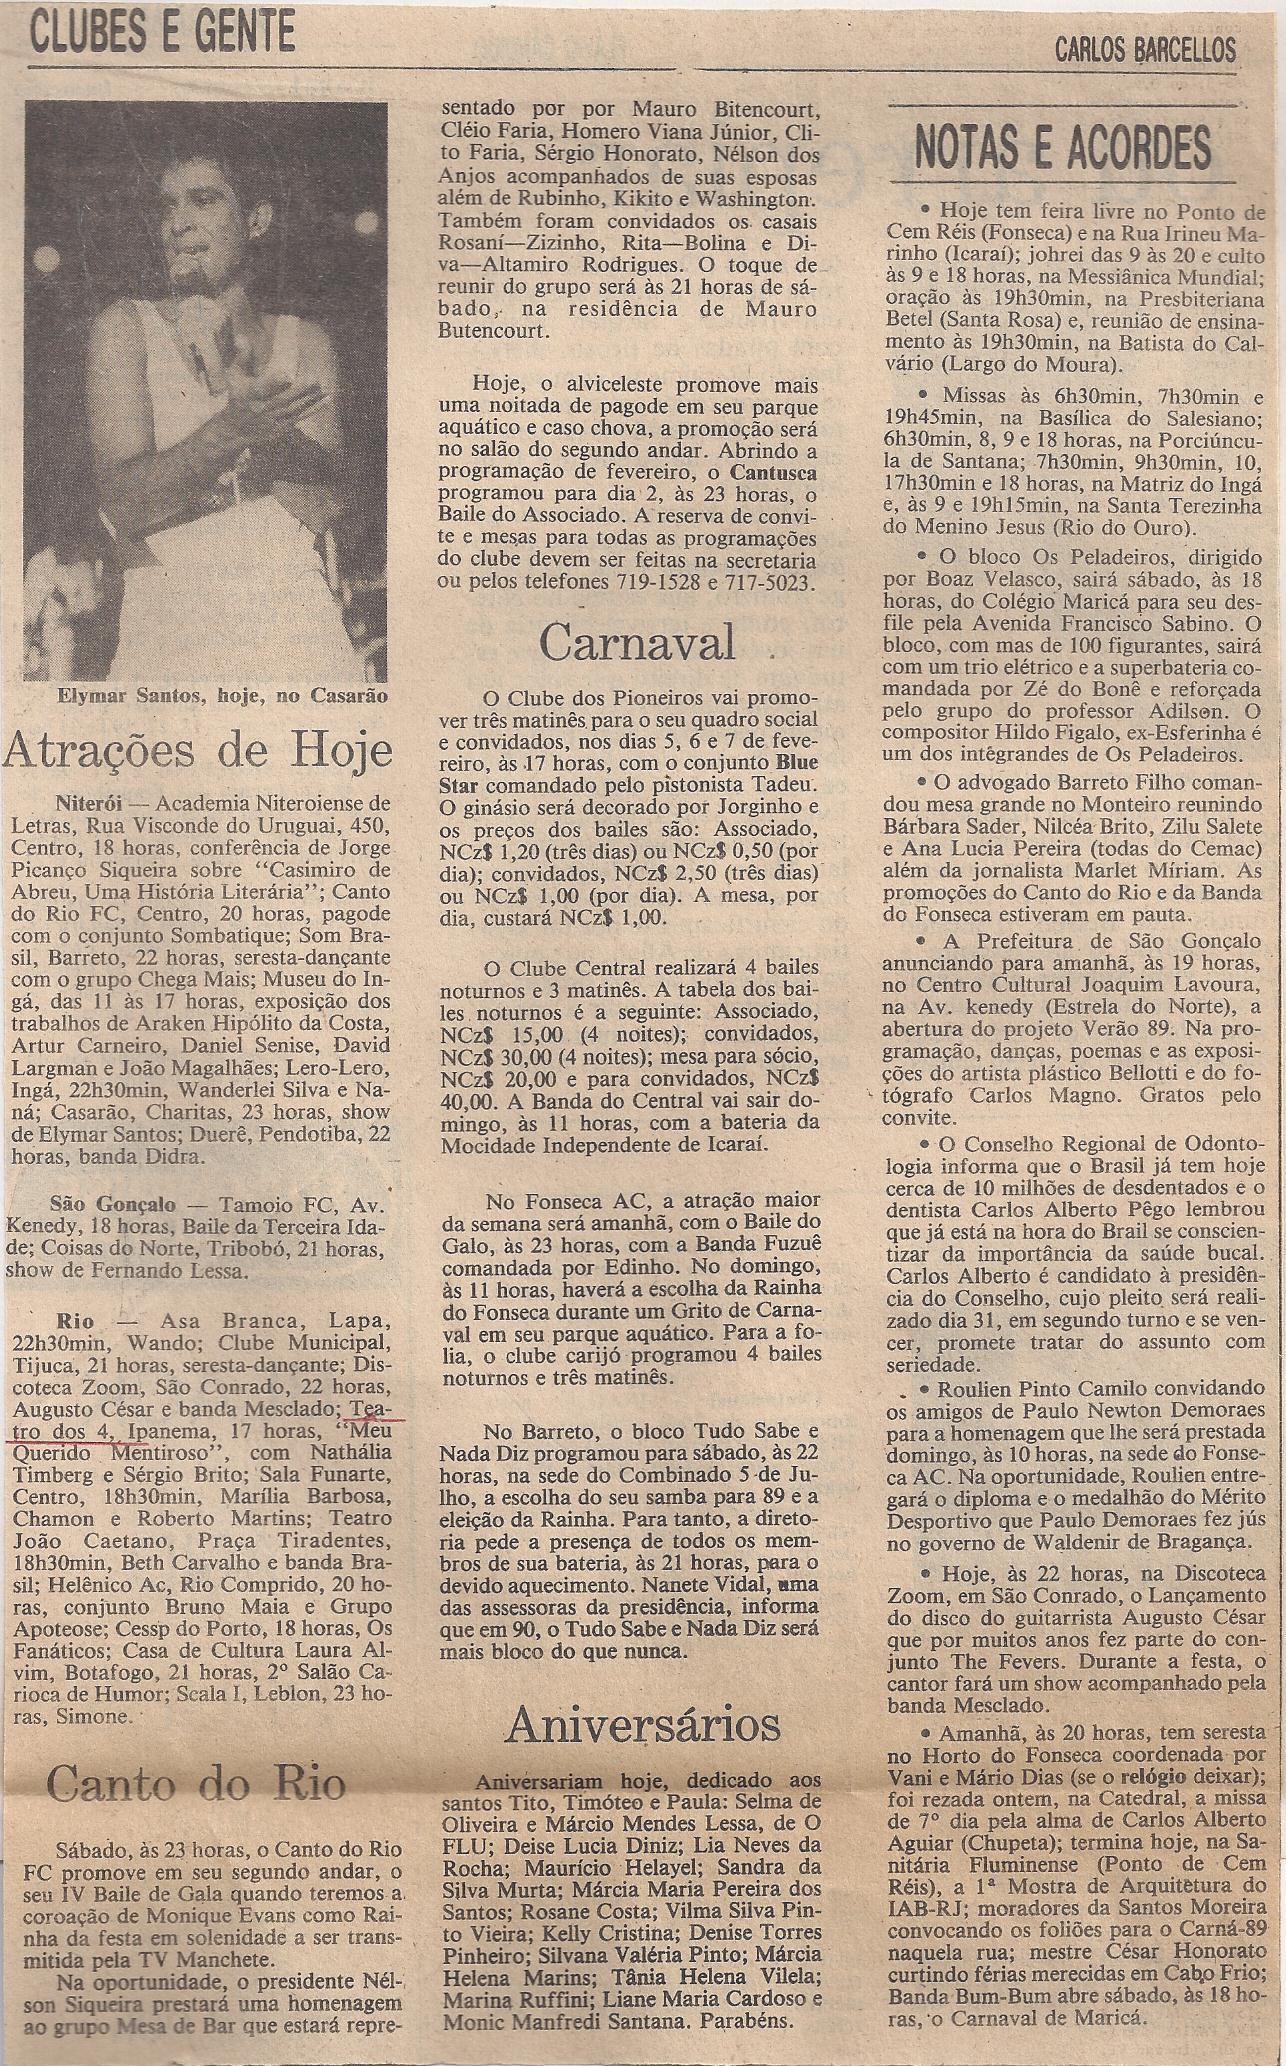 CLUBES E GENTE
CARLOS BARCELLOS
Elymar Santos, hoje, no Casarão
Atrações de Hoje
Niterói — Academia Niteroiense de
Letras, Rua Visconde do Uruguai, 450,
Centro, 18 horas, conferência de Jorge
Picanço Siqueira sobre "Casimiro de
Abreu, Uma História Literária"; Canto
do Rio FC, Centro, 20 horas, pagode
com o conjunto Sombatique; Som Bra-
sil, Barreto, 22 horas, seresta-dançante
com o grupo Chega Mais; Museu do In-
gá, das 11 às 17 horas, exposição dos
trabalhos de Araken Hipólito da Costa,
Artur Carneiro, Daniel Senise, David
Largman e João Magalhães; Lero-Lero,
Ingá, 22h30min, Wanderlei Silva e Na-
ná; Casarão, Charitas, 23 horas, show
de Elymar Santos; Duerê, Pendotiba, 22
horas, banda Didra.
São Gonçalo — Tamoio FC, Av.
Kenedy, 18 horas, Baile da Terceira Ida-
de; Coisas do Norte, Tribobó, 21 horas,
show de Fernando Lessa.
Rio — Asa Branca, Lapa,
22h30min, Wando; Clube Municipal,
Tijuca, 21 horas, seresta-dançante; Dis-
coteca Zoom, São Conrado, 22 horas,
Augusto César e banda Mesclado; Tea-
tro dos 4, Ipanema, 17 horas, "Meu
Querido Mentiroso", com Nathália
Timberg e Sérgio Brito; Sala Funarte,
Centro, 18h30min, Marília Barbosa,
Chamon e Roberto Martins; Teatro
João Caetano, Praça Tiradentes,
18h30min, Beth Carvalho e banda Bra-
sil; Helênico Ac, Rio Comprido, 20 ho-
ras, conjunto Bruno Maia e Grupo
Apoteose; Cessp do Porto, 18 horas, Os
Fanáticos; Casa de Cultura Laura Al-
vim, Botafogo, 21 horas, 2º Salão Ca-
rioca de Humor; Scala I, Leblon, 23 ho-
ras, Simone.
Canto do Rio
Sábado, às 23 horas, o Canto do Rio
FC promove em seu segundo andar, o
seu IV Baile de Gala quando teremos a
coroação de Monique Evans como Rai-
nha da festa em solenidade a ser trans-
mitida pela TV Manchete.
Na oportunidade, o presidente Nél-
son Siqueira prestará uma homenagem
ao grupo Mesa de Bar que estará repre-
sentado por por Mauro Bitencourt,
Cléio Faria, Homero Viana Júnior, Cli-
to Faria, Sérgio Honorato, Nélson dos
Anjos acompanhados de suas esposas
além de Rubinho, Kikito e Washington.
Também foram convidados os casais
Rosaní—Zizinho, Rita—Bolina e Di-
va—Altamiro Rodrigues. O toque de
reunir do grupo será às 21 horas de sá-
bado, na residência de Mauro
Butencourt.
Hoje, o alviceleste promove mais
uma noitada de pagode em seu parque
aquático e caso chova, a promoção será
no salão do segundo andar. Abrindo a
programação de fevereiro, o Cantusca
programou para dia 2, às 23 horas, o
Baile do Associado. A reserva de convi-
te e mesas para todas as programações
do clube devem ser feitas na secretaria
ou pelos telefones 719-1528 e 717-5023.
Carnaval
O Clube dos Pioneiros vai promo-
ver três matinês para o seu quadro social
e convidados, nos dias 5, 6 e 7 de feve-
reiro, às 17 horas, com o conjunto Blue
Star comandado pelo pistonista Tadeu.
O ginásio será decorado por Jorginho e
os preços dos bailes são: Associado,
NCz$ 1,20 (três dias) ou NCz$ 0,50 (por
dia); convidados, NCz$ 2,50 (três dias)
ou NCz$ 1,00 (por dia). A mesa, por
dia, custará NCz$ 1,00.
O Clube Central realizará 4 bailes
noturnos e 3 matinês. A tabela dos bai-
les noturnos é a seguinte: Associado,
NCz$ 15,00 (4 noites); convidados,
NCz$ 30,00 (4 noites); mesa para sócio,
NCz$ 20,00 e para convidados, NCz$
40,00. A Banda do Central vai sair do-
mingo, às 11 horas, com a bateria da
Mocidade Independente de Icaraí.
No Fonseca AC, a atração maior
da semana será amanhã, com o Baile do
Galo, às 23 horas, com a Banda Fuzuê
comandada por Edinho. No domingo,
às 11 horas, haverá a escolha da Rainha
do Fonseca durante um Grito de Carna-
val em seu parque aquático. Para a fo-
lia, o clube carijó programou 4 bailes
noturnos e três matinês.
No Barreto, o bloco Tudo Sabe e
Nada Diz programou para sábado, às 22
horas, na sede do Combinado 5 de Ju-
lho, a escolha do seu samba para 89 e a
eleição da Rainha. Para tanto, a direto-
ria pede a presença de todos os mem-
bros de sua bateria, às 21 horas, para o
devido aquecimento. Nanete Vidal, uma
das assessoras da presidência, informa
que em 90, o Tudo Sabe e Nada Diz será
mais bloco do que nunca.
Aniversários
Aniversariam hoje, dedicado aos
santos Tito, Timóteo e Paula: Selma de
Oliveira e Márcio Mendes Lessa, de O
FLU; Deise Lucia Diniz; Lia Neves da
Rocha; Maurício Helayel; Sandra da
Silva Murta; Márcia Maria Pereira dos
Santos; Rosane Costa; Vilma Silva Pin-
to Vieira; Kelly Cristina; Denise Torres
Pinheiro; Silvana Valéria Pinto; Márcia
Helena Marins; Tânia Helena Vilela;
Marina Ruffini; Liane Maria Cardoso e
Monic Manfredi Santana. Parabéns.
NOTAS E ACORDES
• Hoje tem feira livre no Ponto de
Cem Réis (Fonseca) e na Rua Irineu Ma-
rinho (Icaraí); johrei das 9 às 20 e culto
às 9 e 18 horas, na Messiânica Mundial;
oração às 19h30min, na Presbiteriana
Betel (Santa Rosa) e, reunião de ensina-
mento às 19h30min, na Batista do Cal-
vário (Largo do Moura).
• Missas às 6h30min, 7h30min e
19h45min, na Basílica do Salesiano;
6h30min, 8, 9 e 18 horas, na Porciúncu-
la de Santana; 7h30min, 9h30min, 10,
17h30min e 18 horas, na Matriz do Ingá
e, às 9 e 19h15min, na Santa Terezinha
do Menino Jesus (Rio do Ouro).
• O bloco Os Peladeiros, dirigido
por Boaz Velasco, sairá sábado, às 18
horas, do Colégio Maricá para seu des-
file pela Avenida Francisco Sabino. O
bloco, com mas de 100 figurantes, sairá
com um trio elétrico e a superbateria co-
mandada por Zé do Bonê e reforçada
pelo grupo do professor Adilson. O
compositor Hildo Figalo, ex-Esferinha é
um dos intégrandes de Os Peladeiros.
• O advogado Barreto Filho coman-
dou mesa grande no Monteiro reunindo
Bárbara Sader, Nilcéa Brito, Zilu Salete
e Ana Lucia Pereira (todas do Cemac)
além da jornalista Marlet Míriam. As
promoções do Canto do Rio e da Banda
do Fonseca estiveram em pauta.
• A Prefeitura de São Gonçalo
anunciando para amanhã, às 19 horas,
no Centro Cultural Joaquim Lavoura,
na Av. kenedy (Estrela do Norte), a
abertura do projeto Verão 89. Na pro-
gramação, danças, poemas e as exposi-
ções do artista plástico Bellotti e do fo-
tógrafo Carlos Magno. Gratos pelo
convite.
• O Conselho Regional de Odonto-
logia informa que o Brasil já tem hoje
cerca de 10 milhões de desdentados e o
dentista Carlos Alberto Pêgo lembrou
que já está na hora do Brail se conscien-
tizar da importância da saúde bucal.
Carlos Alberto é candidato à presidên-
cia do Conselho, cujo pleito será reali-
zado dia 31, em segundo turno e se ven-
cer, promete tratar do assunto com
seriedade.
• Roulien Pinto Camilo convidando
os amigos de Paulo Newton Demoraes
para a homenagem que lhe será prestada
domingo, às 10 horas, na sede do Fonse-
ca AC. Na oportunidade, Roulien entre-
gará o diploma e o medalhão do Mérito
Desportivo que Paulo Demoraes fez jús
no governo de Waldenir de Bragança.
• Hoje, às 22 horas, na Discoteca
Zoom, em São Conrado, o Lançamento
do disco do guitarrista Augusto César
que por muitos anos fez parte do con-
junto The Fevers. Durante a festa, o
cantor fará um show acompanhado pela
banda Mesclado.
• Amanhã, às 20 horas, tem seresta
no Horto do Fonseca coordenada por
Vani e Mário Dias (se o relógio deixar);
foi rezada ontem, na Catedral, a missa
de 7º dia pela alma de Carlos Alberto
Aguiar (Chupeta); termina hoje, na Sa-
nitária Fluminense (Ponto de Cem
Réis), a 1ª Mostra de Arquitetura do
IAB-RJ; moradores da Santos Moreira
convocando os foliões para o Carná-89
naquela rua; mestre César Honorato
curtindo férias merecidas em Cabo Frio;
Banda Bum-Bum abre sábado, às 18 ho-
ras, o Carnaval de Maricá.